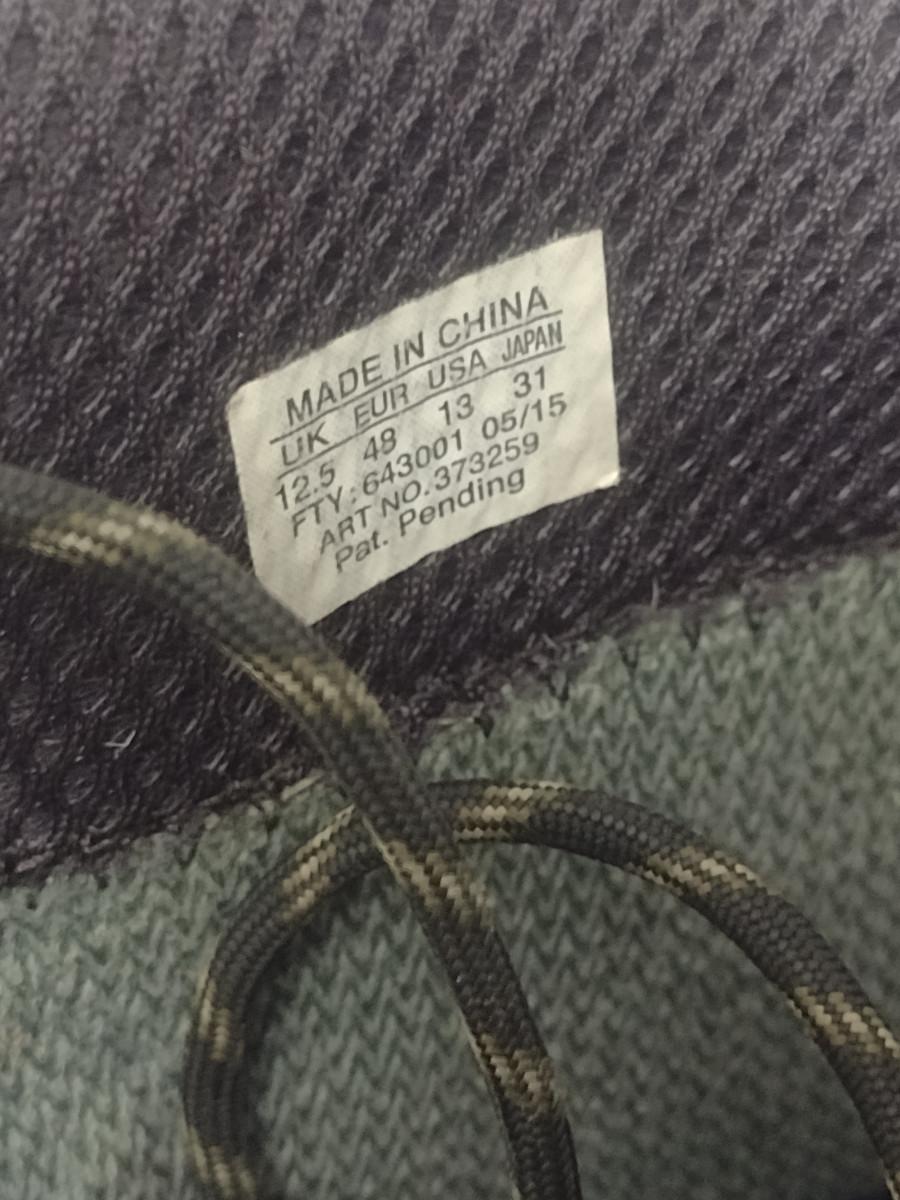 MADE IN CHINA
UK EUR USA JAPAN
12.5 48 13 31
FTY:643001 05/15
ART NO.373259
Pat. Pending